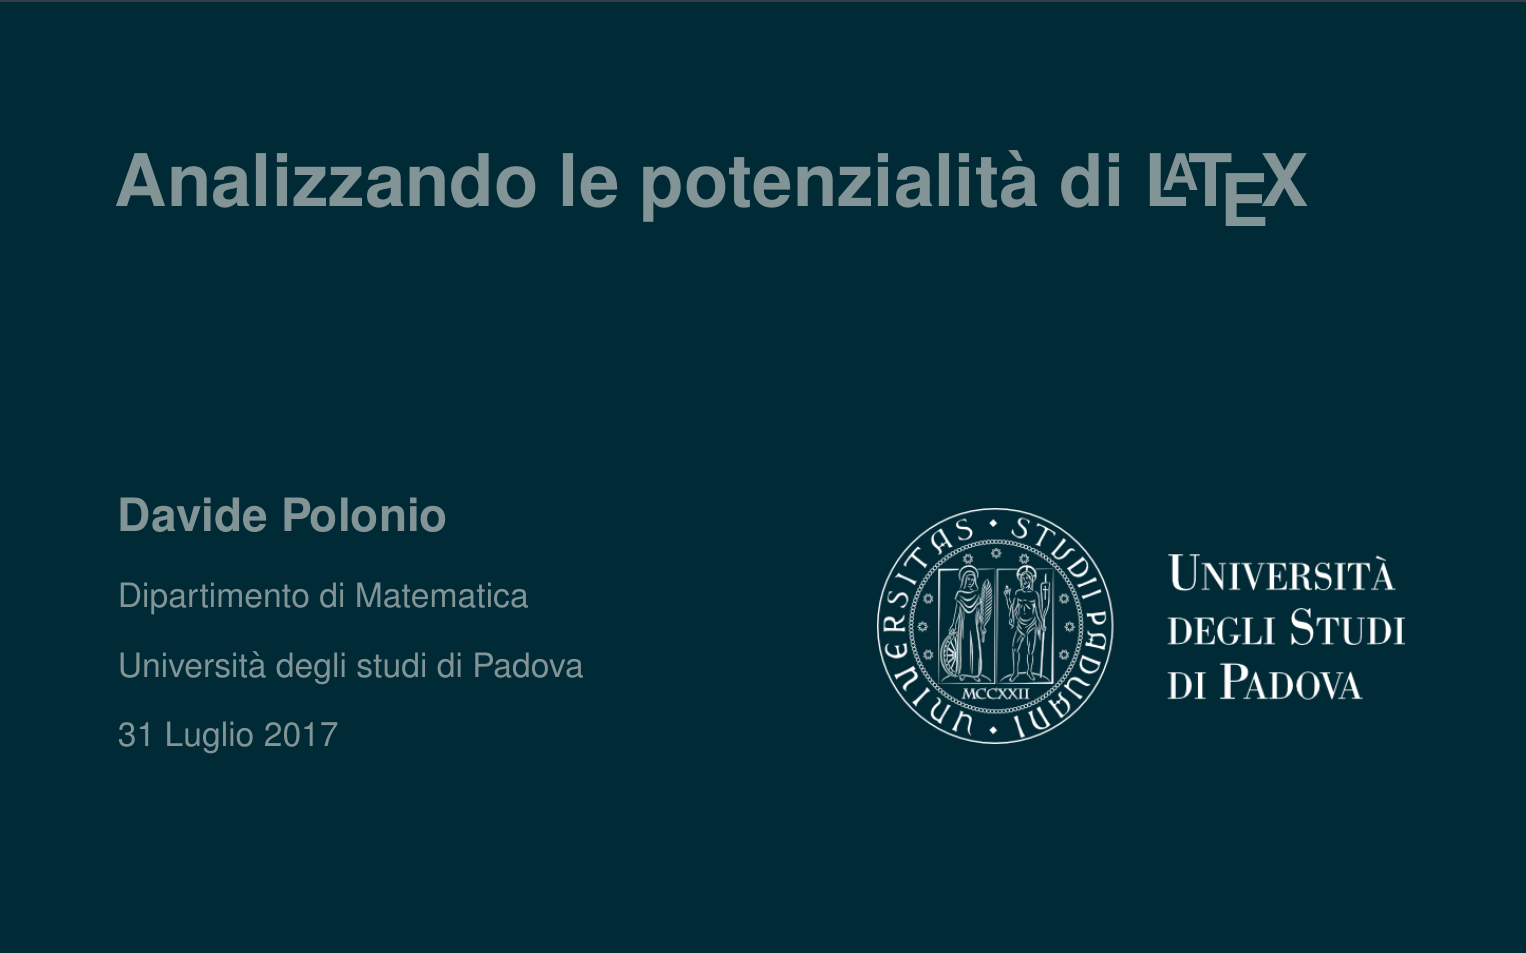 Analizzando le potenzialità di LATEX
Davide Polonio
Dipartimento di Matematica
Università degli studi di Padova
31 Luglio 2017
UNIVERSITAS · STUDII PADUANI ·
MCCXXII
UNIVERSITÀ
DEGLI STUDI
DI PADOVA